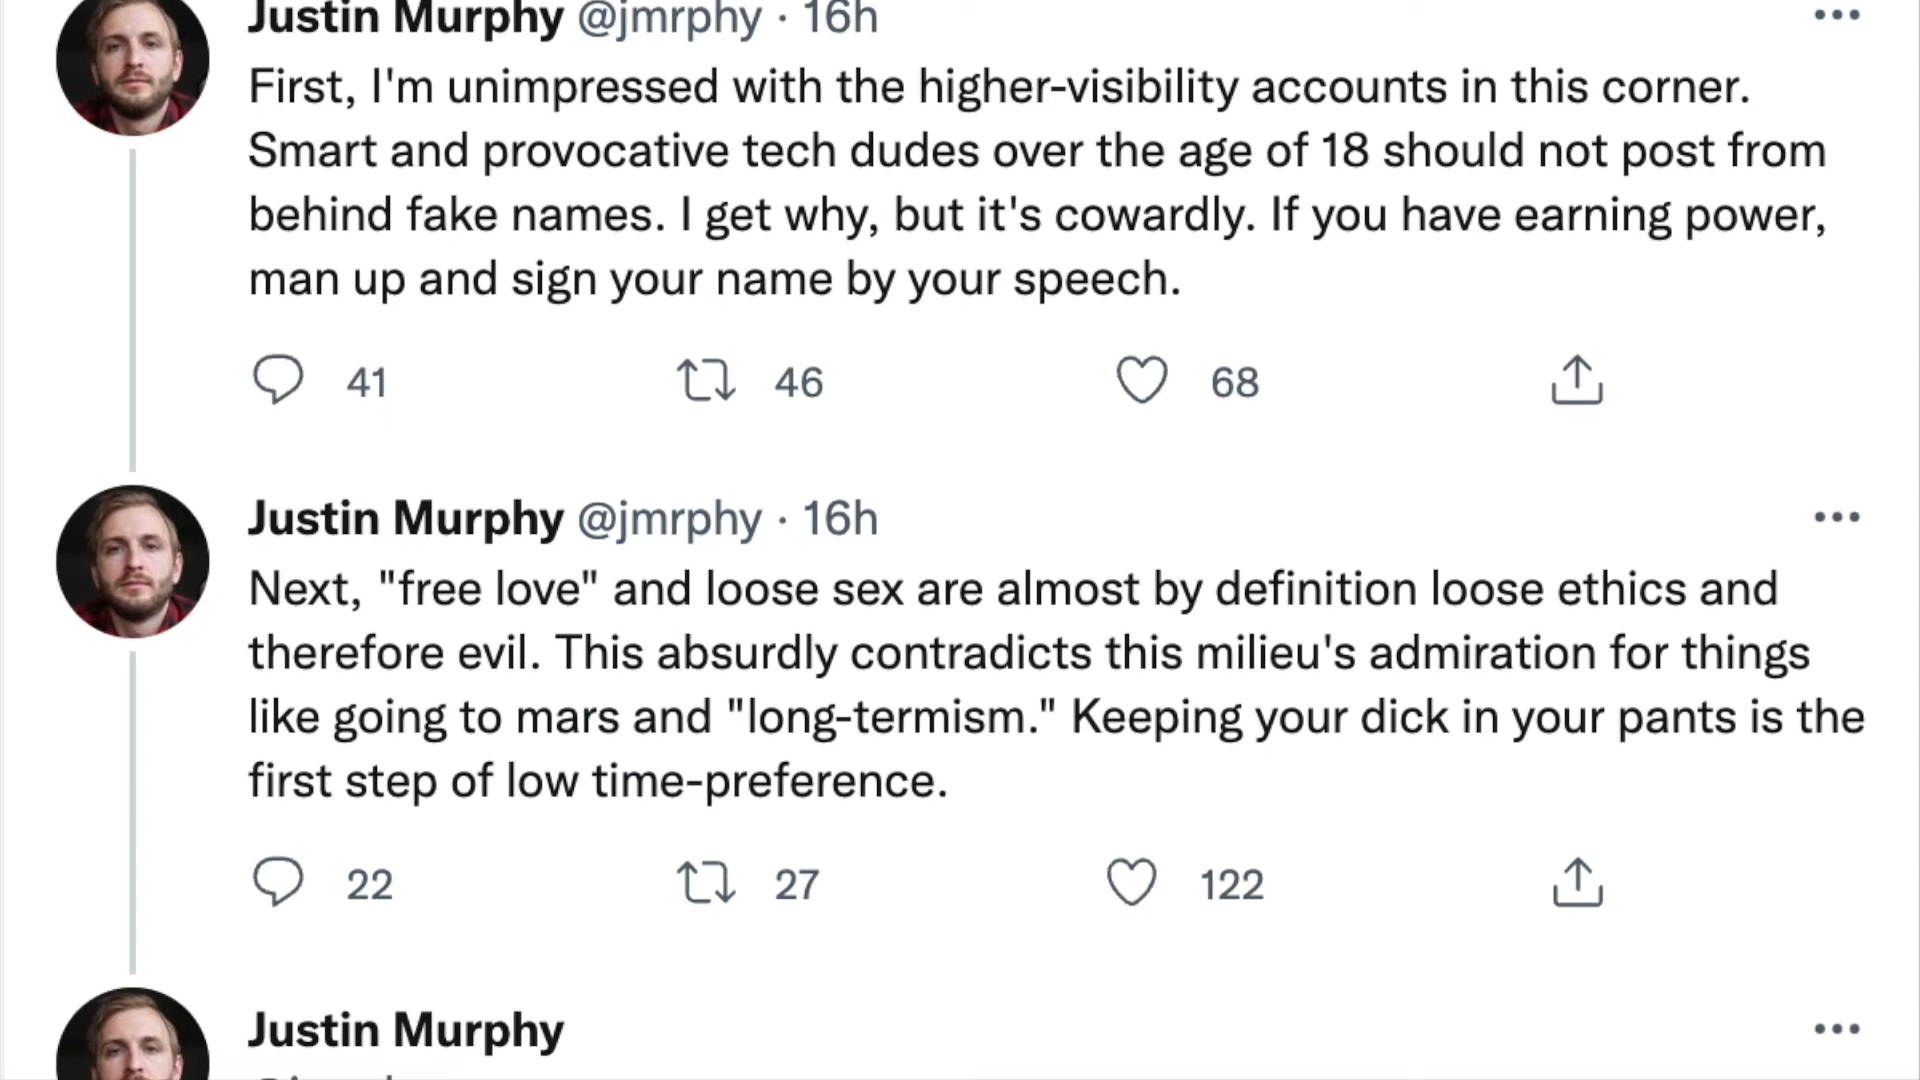 Justin Murphy @jmrphy · 16h
First, I'm unimpressed with the higher-visibility accounts in this corner.
Smart and provocative tech dudes over the age of 18 should not post from
behind fake names. I get why, but it's cowardly. If you have earning power,
man up and sign your name by your speech.
41 46 68
Justin Murphy @jmrphy · 16h
Next, "free love" and loose sex are almost by definition loose ethics and
therefore evil. This absurdly contradicts this milieu's admiration for things
like going to mars and "long-termism." Keeping your dick in your pants is the
first step of low time-preference.
22 27 122
Justin Murphy